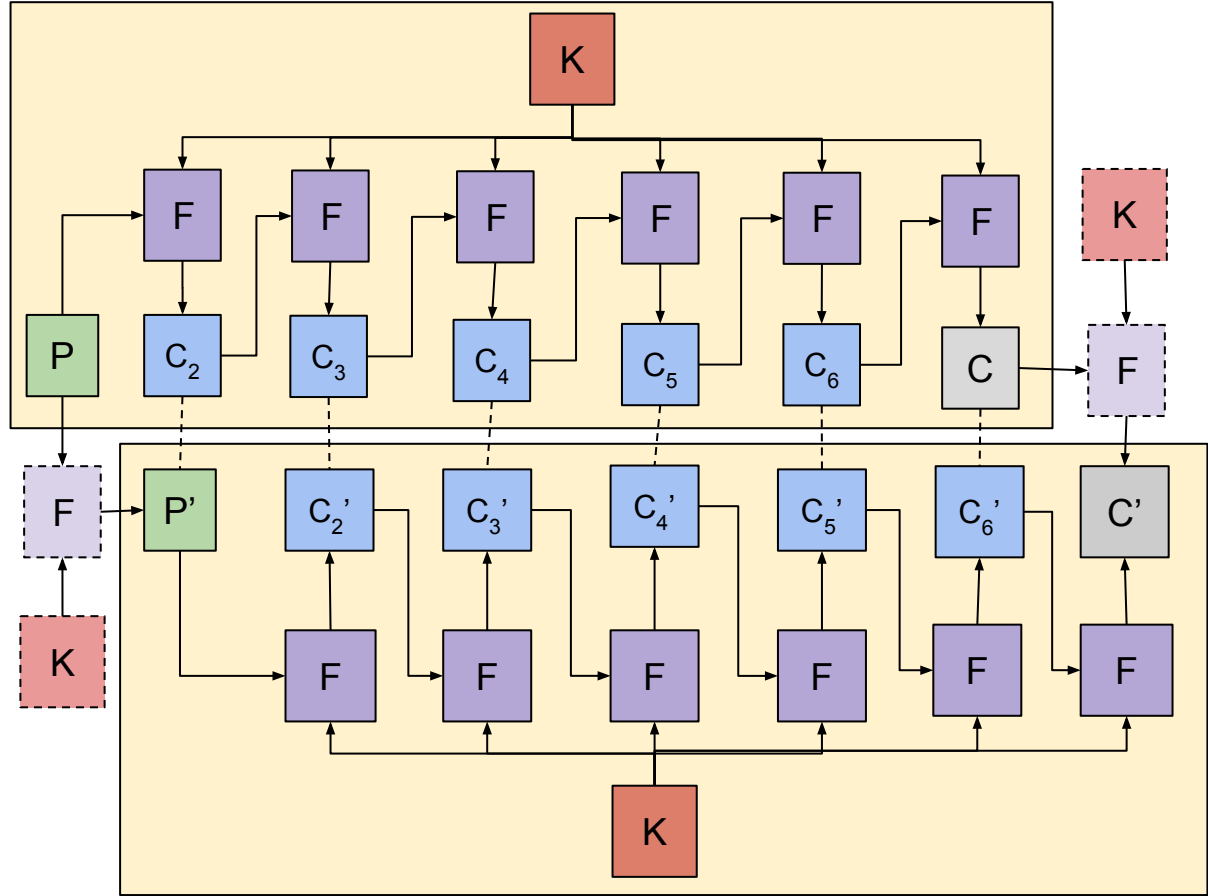 K
F F F F F F K
P C₂ C₃ C₄ C₅ C₆ C F
F P’ C₂’ C₃’ C₄’ C₅’ C₆’ C’
K F F F F F F
K